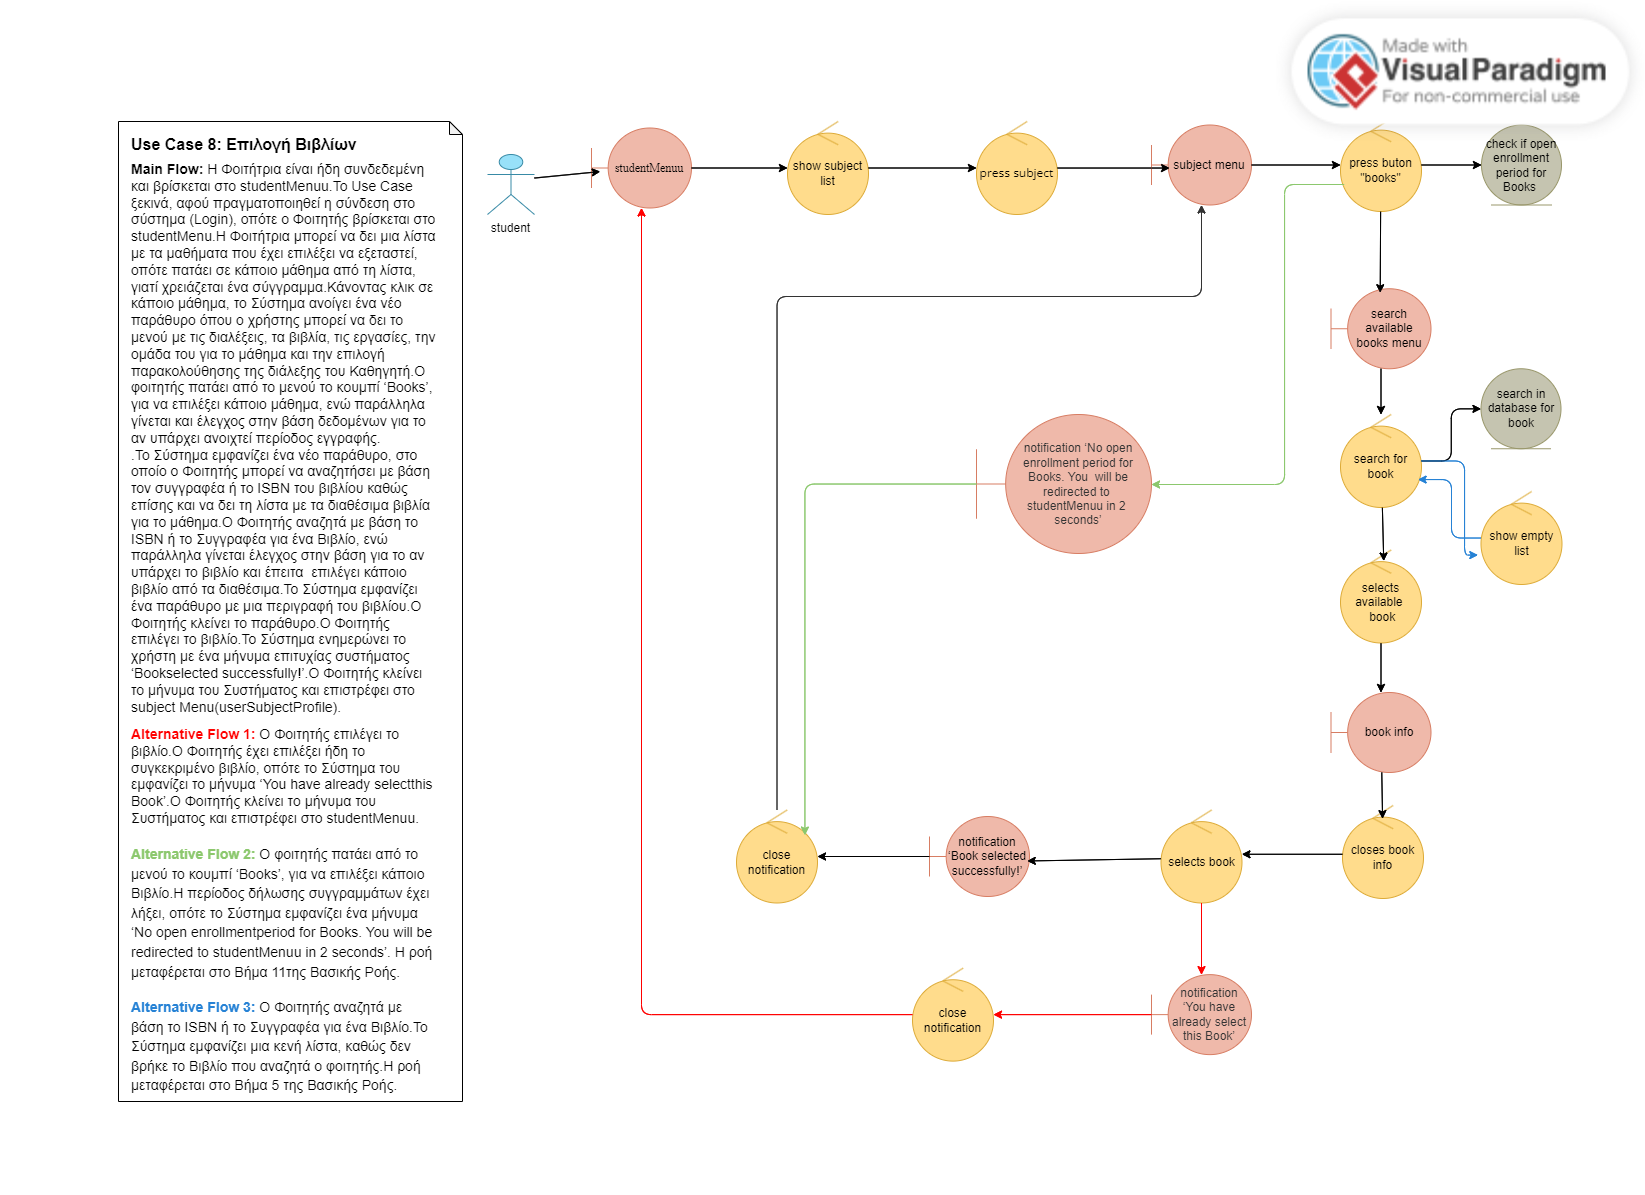 Made with
Visual Paradigm
For non-commercial use
Use Case 8: Επιλογή Βιβλίων
Main Flow: Η Φοιτήτρια είναι ήδη συνδεδεμένη
και βρίσκεται στο studentMenuu.Το Use Case
ξεκινά, αφού πραγματοποιηθεί η σύνδεση στο
σύστημα (Login), οπότε ο Φοιτητής βρίσκεται στο
studentMenu.Η Φοιτήτρια μπορεί να δει μια λίστα
με τα μαθήματα που έχει επιλέξει να εξεταστεί,
οπότε πατάει σε κάποιο μάθημα από τη λίστα,
γιατί χρειάζεται ένα σύγγραμμα.Κάνοντας κλικ σε
κάποιο μάθημα, το Σύστημα ανοίγει ένα νέο
παράθυρο όπου ο χρήστης μπορεί να δει το
μενού με τις διαλέξεις, τα βιβλία, τις εργασίες, την
ομάδα του για το μάθημα και την επιλογή
παρακολούθησης της διάλεξης του Καθηγητή.Ο
φοιτητής πατάει από το μενού το κουμπί ‘Books’,
για να επιλέξει κάποιο μάθημα, ενώ παράλληλα
γίνεται και έλεγχος στην βάση δεδομένων για το
αν υπάρχει ανοιχτεί περίοδος εγγραφής.
.Το Σύστημα εμφανίζει ένα νέο παράθυρο, στο
οποίο ο Φοιτητής μπορεί να αναζητήσει με βάση
τον συγγραφέα ή το ISBN του βιβλίου καθώς
επίσης και να δει τη λίστα με τα διαθέσιμα βιβλία
για το μάθημα.Ο Φοιτητής αναζητά με βάση το
ISBN ή το Συγγραφέα για ένα Βιβλίο, ενώ
παράλληλα γίνεται έλεγχος στην βάση για το αν
υπάρχει το βιβλίο και έπειτα  επιλέγει κάποιο
βιβλίο από τα διαθέσιμα.Το Σύστημα εμφανίζει
ένα παράθυρο με μια περιγραφή του βιβλίου.Ο
Φοιτητής κλείνει το παράθυρο.Ο Φοιτητής
επιλέγει το βιβλίο.Το Σύστημα ενημερώνει το
χρήστη με ένα μήνυμα επιτυχίας συστήματος
‘Bookselected successfully!’.Ο Φοιτητής κλείνει
το μήνυμα του Συστήματος και επιστρέφει στο
subject Menu(userSubjectProfile).
Alternative Flow 1: Ο Φοιτητής επιλέγει το
βιβλίο.Ο Φοιτητής έχει επιλέξει ήδη το
συγκεκριμένο βιβλίο, οπότε το Σύστημα του
εμφανίζει το μήνυμα ‘You have already selectthis
Book’.Ο Φοιτητής κλείνει το μήνυμα του
Συστήματος και επιστρέφει στο studentMenuu.
Alternative Flow 2: Ο φοιτητής πατάει από το
μενού το κουμπί ‘Books’, για να επιλέξει κάποιο
Βιβλίο.Η περίοδος δήλωσης συγγραμμάτων έχει
λήξει, οπότε το Σύστημα εμφανίζει ένα μήνυμα
‘No open enrollmentperiod for Books. You will be
redirected to studentMenuu in 2 seconds’. Η ροή
μεταφέρεται στο Βήμα 11της Βασικής Ροής.
Alternative Flow 3: Ο Φοιτητής αναζητά με
βάση το ISBN ή το Συγγραφέα για ένα Βιβλίο.Το
Σύστημα εμφανίζει μια κενή λίστα, καθώς δεν
βρήκε το Βιβλίο που αναζητά ο φοιτητής.Η ροή
μεταφέρεται στο Βήμα 5 της Βασικής Ροής.
student
studentMenuu
show subject
list
press subject
subject menu
press buton
"books"
check if open
enrollment
period for
Books
search
available
books menu
search in
database for
book
search for
book
show empty
list
notification ‘No open
enrollment period for
Books. You  will be
redirected to
studentMenuu in 2
seconds’
selects
available
book
book info
closes book
info
selects book
notification
‘Book selected
successfully!’
close
notification
notification
‘You have
already select
this Book’
close
notification